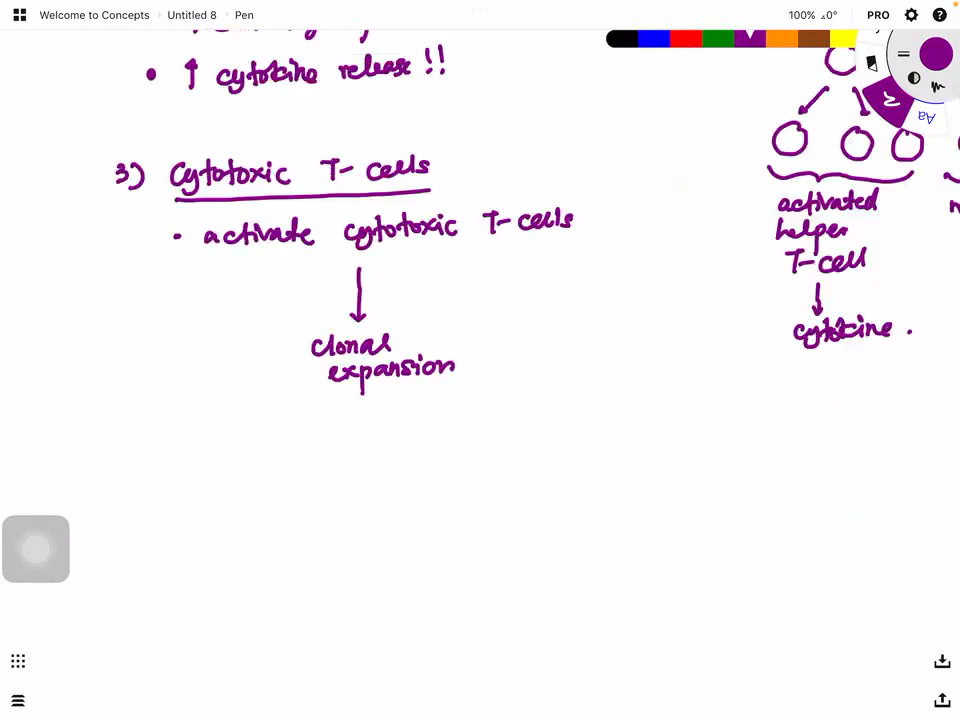 Welcome to Concepts › Untitled 8 › Pen
100% ⊿0° PRO
• ↑ cytokine release !!
3) Cytotoxic T-cells
• activate cytotoxic T-cells
↓
clonal
expansion
activated
helper
T-cell
↓
cytokine .
Aa